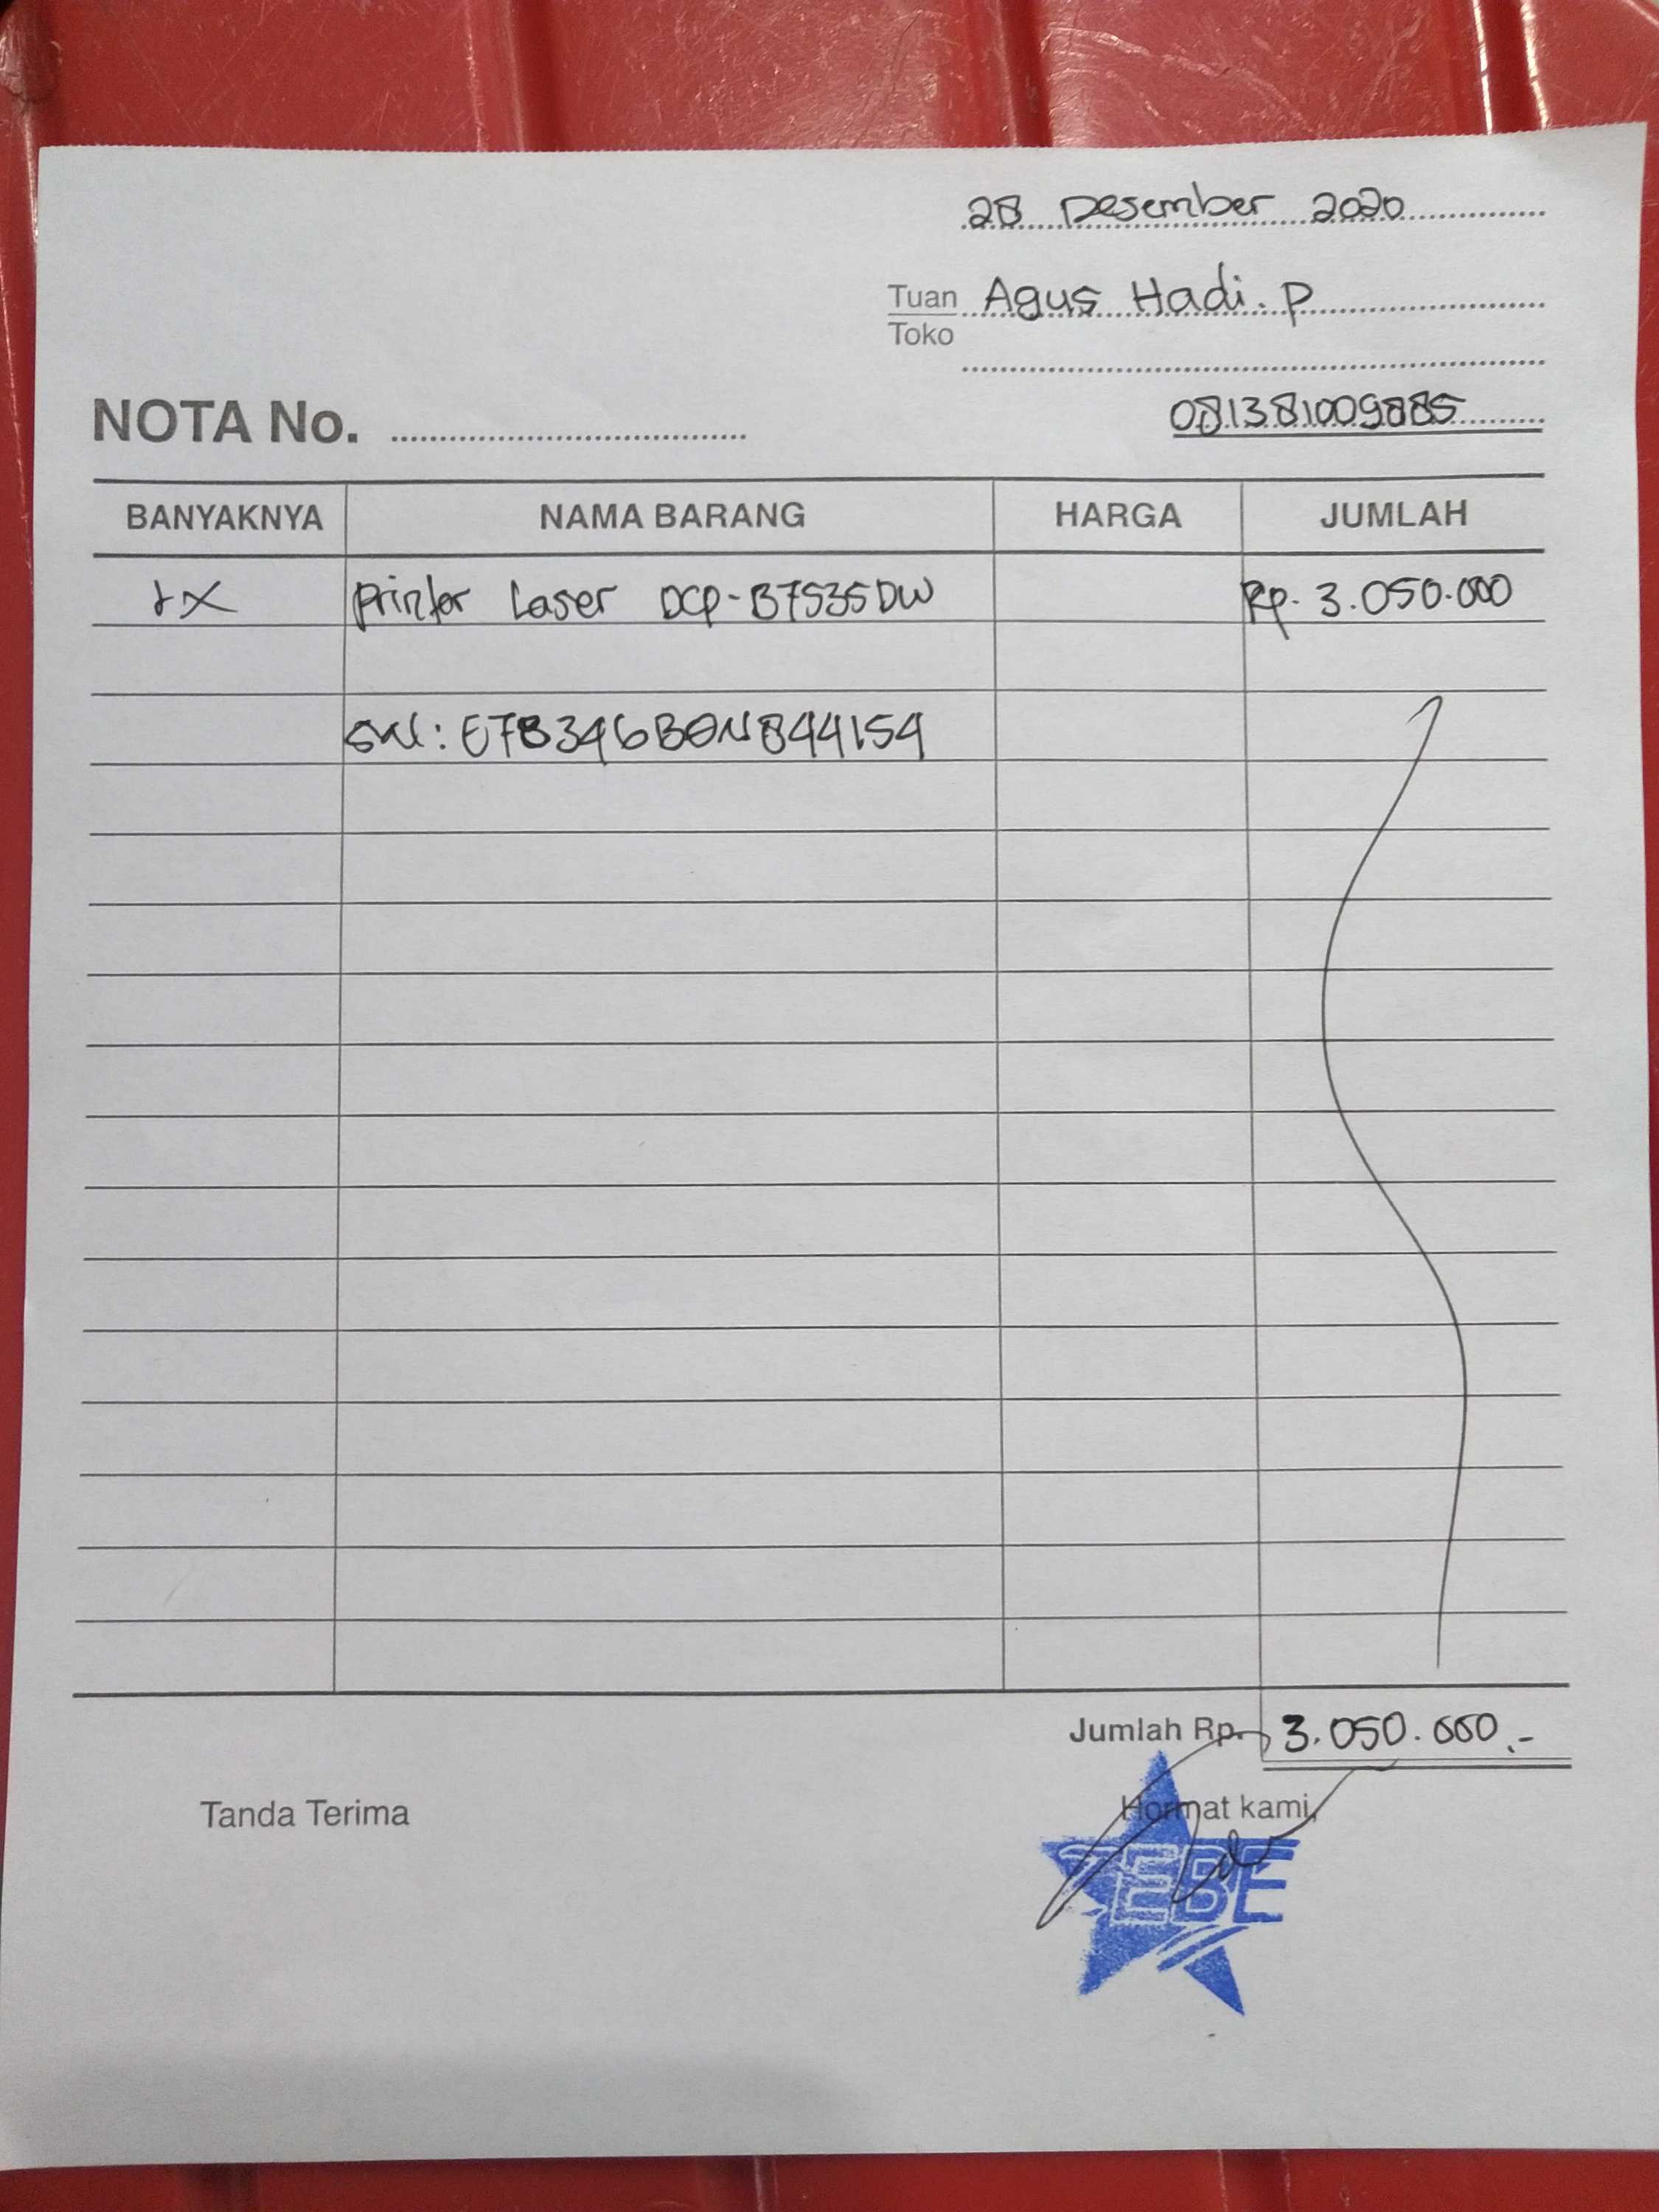 28 Desember 2020
Tuan Agus Hadi. P
Toko
NOTA No. 081381009885
BANYAKNYA NAMA BARANG HARGA JUMLAH
1X Printer Laser DCP-B7535DW Rp. 3.050.000
SN: E78346B0N844154
Jumlah Rp. 3.050.000.-
Tanda Terima Hormat kami,
TEBE